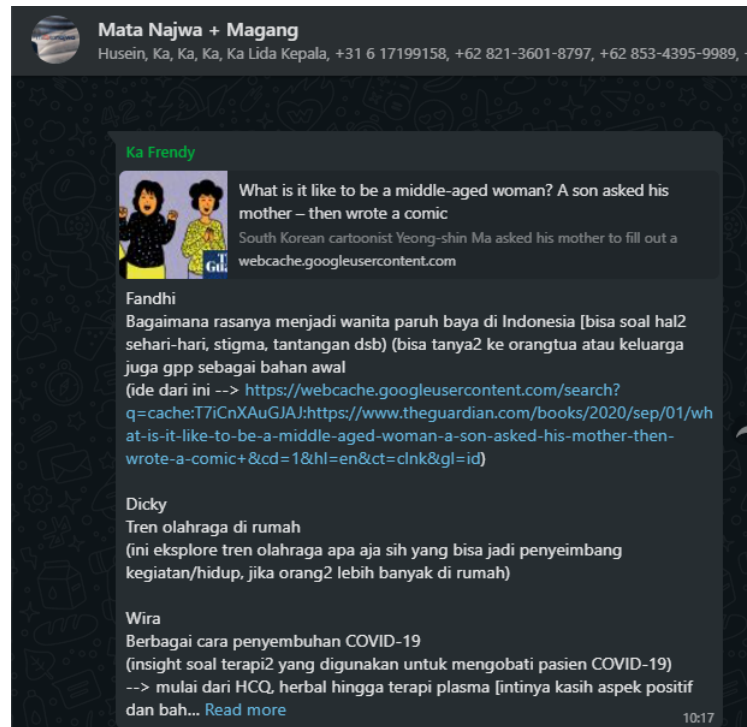 Mata Najwa + Magang
Husein, Ka, Ka, Ka, Ka Lida Kepala, +31 6 17199158, +62 821-3601-8797, +62 853-4395-9989,
Ka Frendy
What is it like to be a middle-aged woman? A son asked his
mother – then wrote a comic
South Korean cartoonist Yeong-shin Ma asked his mother to fill out a
webcache.googleusercontent.com
Fandhi
Bagaimana rasanya menjadi wanita paruh baya di Indonesia [bisa soal hal2
sehari-hari, stigma, tantangan dsb) (bisa tanya2 ke orangtua atau keluarga
juga gpp sebagai bahan awal
(ide dari ini --> https://webcache.googleusercontent.com/search?
q=cache:T7iCnXAuGJAJ:https://www.theguardian.com/books/2020/sep/01/wh
at-is-it-like-to-be-a-middle-aged-woman-a-son-asked-his-mother-then-
wrote-a-comic+&cd=1&hl=en&ct=clnk&gl=id)
Dicky
Tren olahraga di rumah
(ini eksplore tren olahraga apa aja sih yang bisa jadi penyeimbang
kegiatan/hidup, jika orang2 lebih banyak di rumah)
Wira
Berbagai cara penyembuhan COVID-19
(insight soal terapi2 yang digunakan untuk mengobati pasien COVID-19)
--> mulai dari HCQ, herbal hingga terapi plasma [intinya kasih aspek positif
dan bah... Read more
10:17